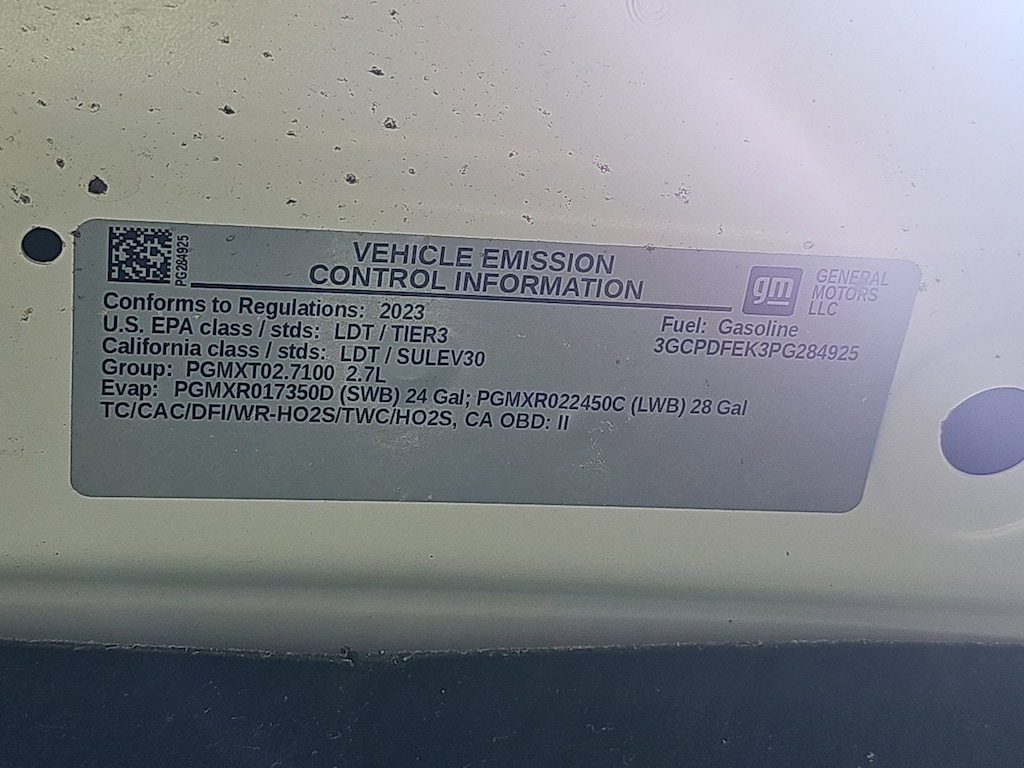 PG284925
VEHICLE EMISSION
CONTROL INFORMATION
gm
GENERAL
MOTORS
LLC
Conforms to Regulations: 2023
U.S. EPA class / stds: LDT / TIER3
California class / stds: LDT / SULEV30
Group: PGMXT02.7100 2.7L
Evap: PGMXR017350D (SWB) 24 Gal; PGMXR022450C (LWB) 28 Gal
TC/CAC/DFI/WR-HO2S/TWC/HO2S, CA OBD: II
Fuel: Gasoline
3GCPDFEK3PG284925